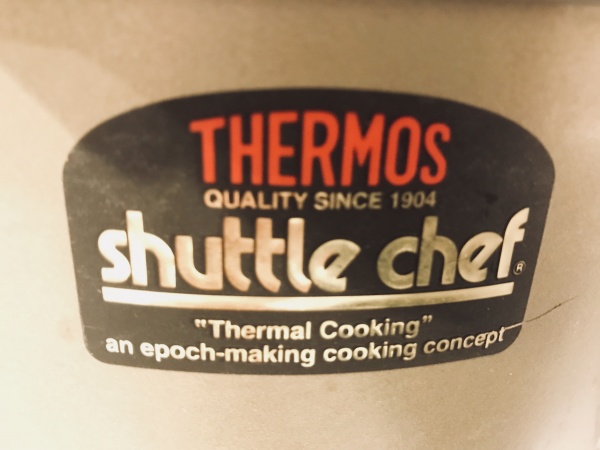 THERMOS
QUALITY SINCE 1904
shuttle chef®
"Thermal Cooking"
an epoch-making cooking concept